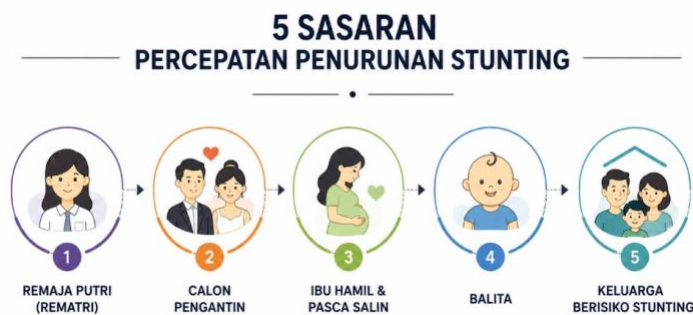 5 SASARAN
PERCEPATAN PENURUNAN STUNTING
1
REMAJA PUTRI
(REMATRI)
2
CALON
PENGANTIN
3
IBU HAMIL &
PASCA SALIN
4
BALITA
5
KELUARGA
BERISIKO STUNTING